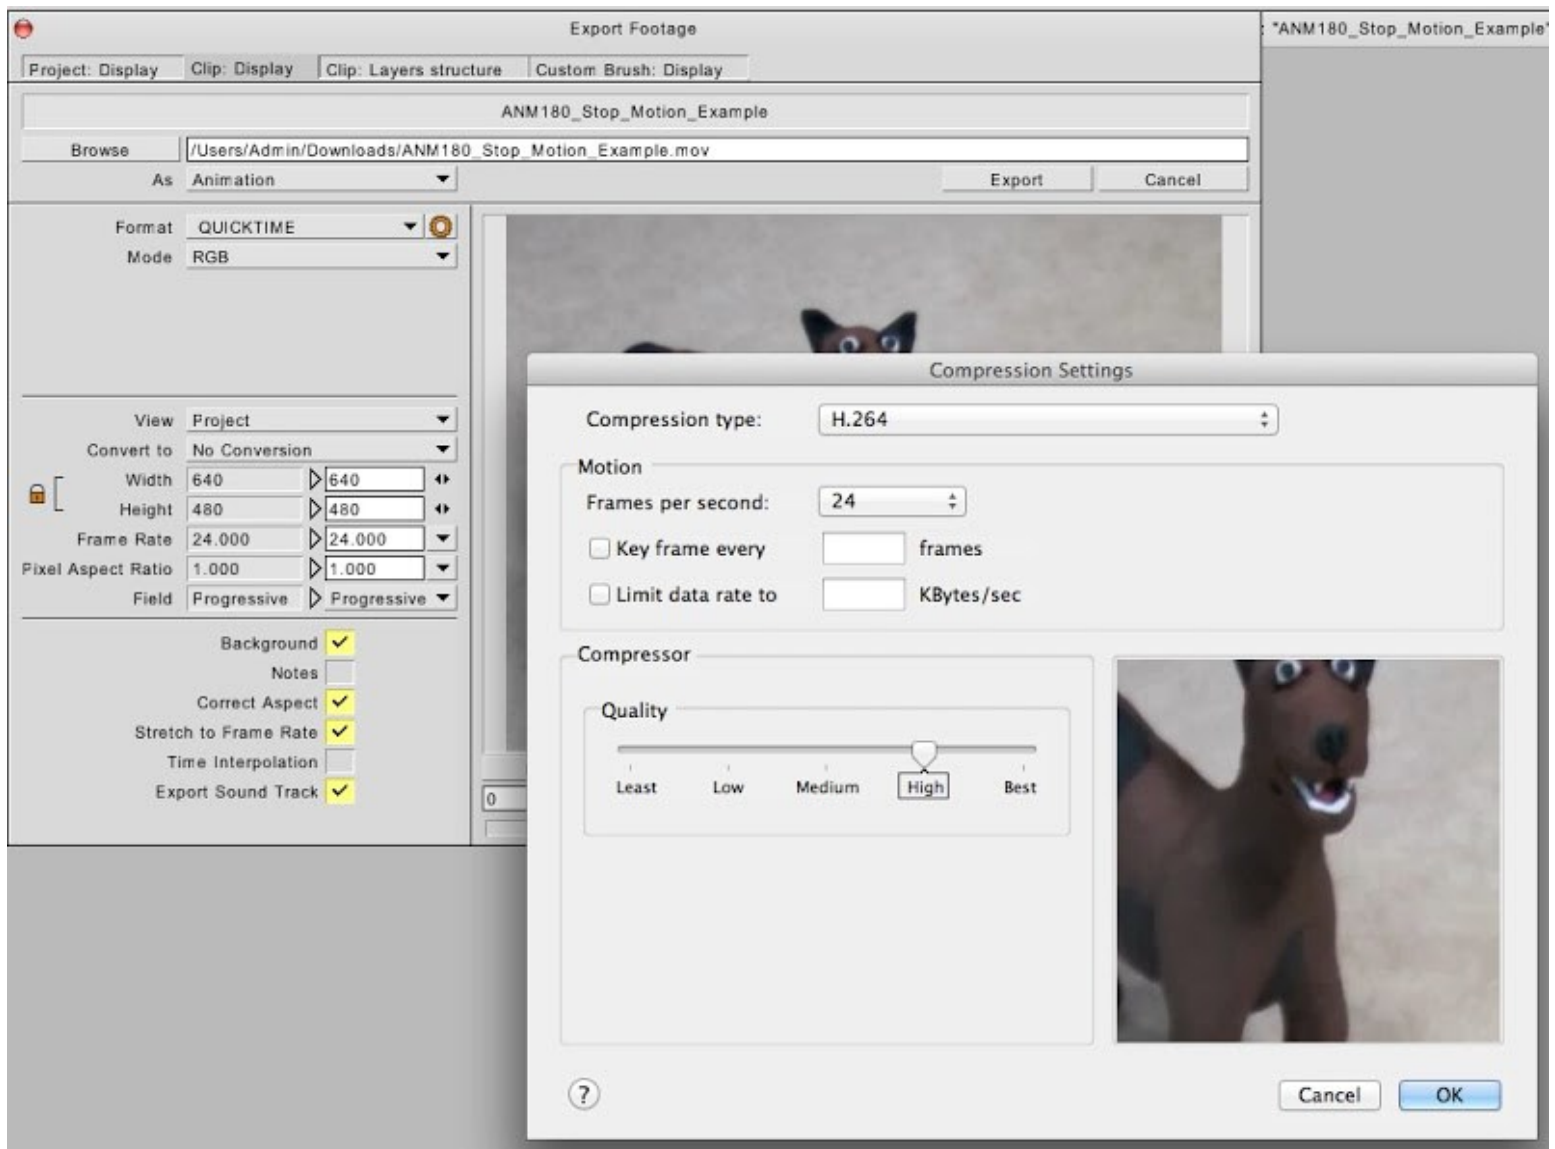 Export Footage
: "ANM180_Stop_Motion_Example"
Project: Display Clip: Display Clip: Layers structure Custom Brush: Display
ANM180_Stop_Motion_Example
Browse /Users/Admin/Downloads/ANM180_Stop_Motion_Example.mov
As Animation Export Cancel
Format QUICKTIME
Mode RGB
View Project
Convert to No Conversion
Width 640 640
Height 480 480
Frame Rate 24.000 24.000
Pixel Aspect Ratio 1.000 1.000
Field Progressive Progressive
Background
Notes
Correct Aspect
Stretch to Frame Rate
Time Interpolation
Export Sound Track
0
Compression Settings
Compression type: H.264
Motion
Frames per second: 24
Key frame every frames
Limit data rate to KBytes/sec
Compressor
Quality
Least Low Medium High Best
? Cancel OK